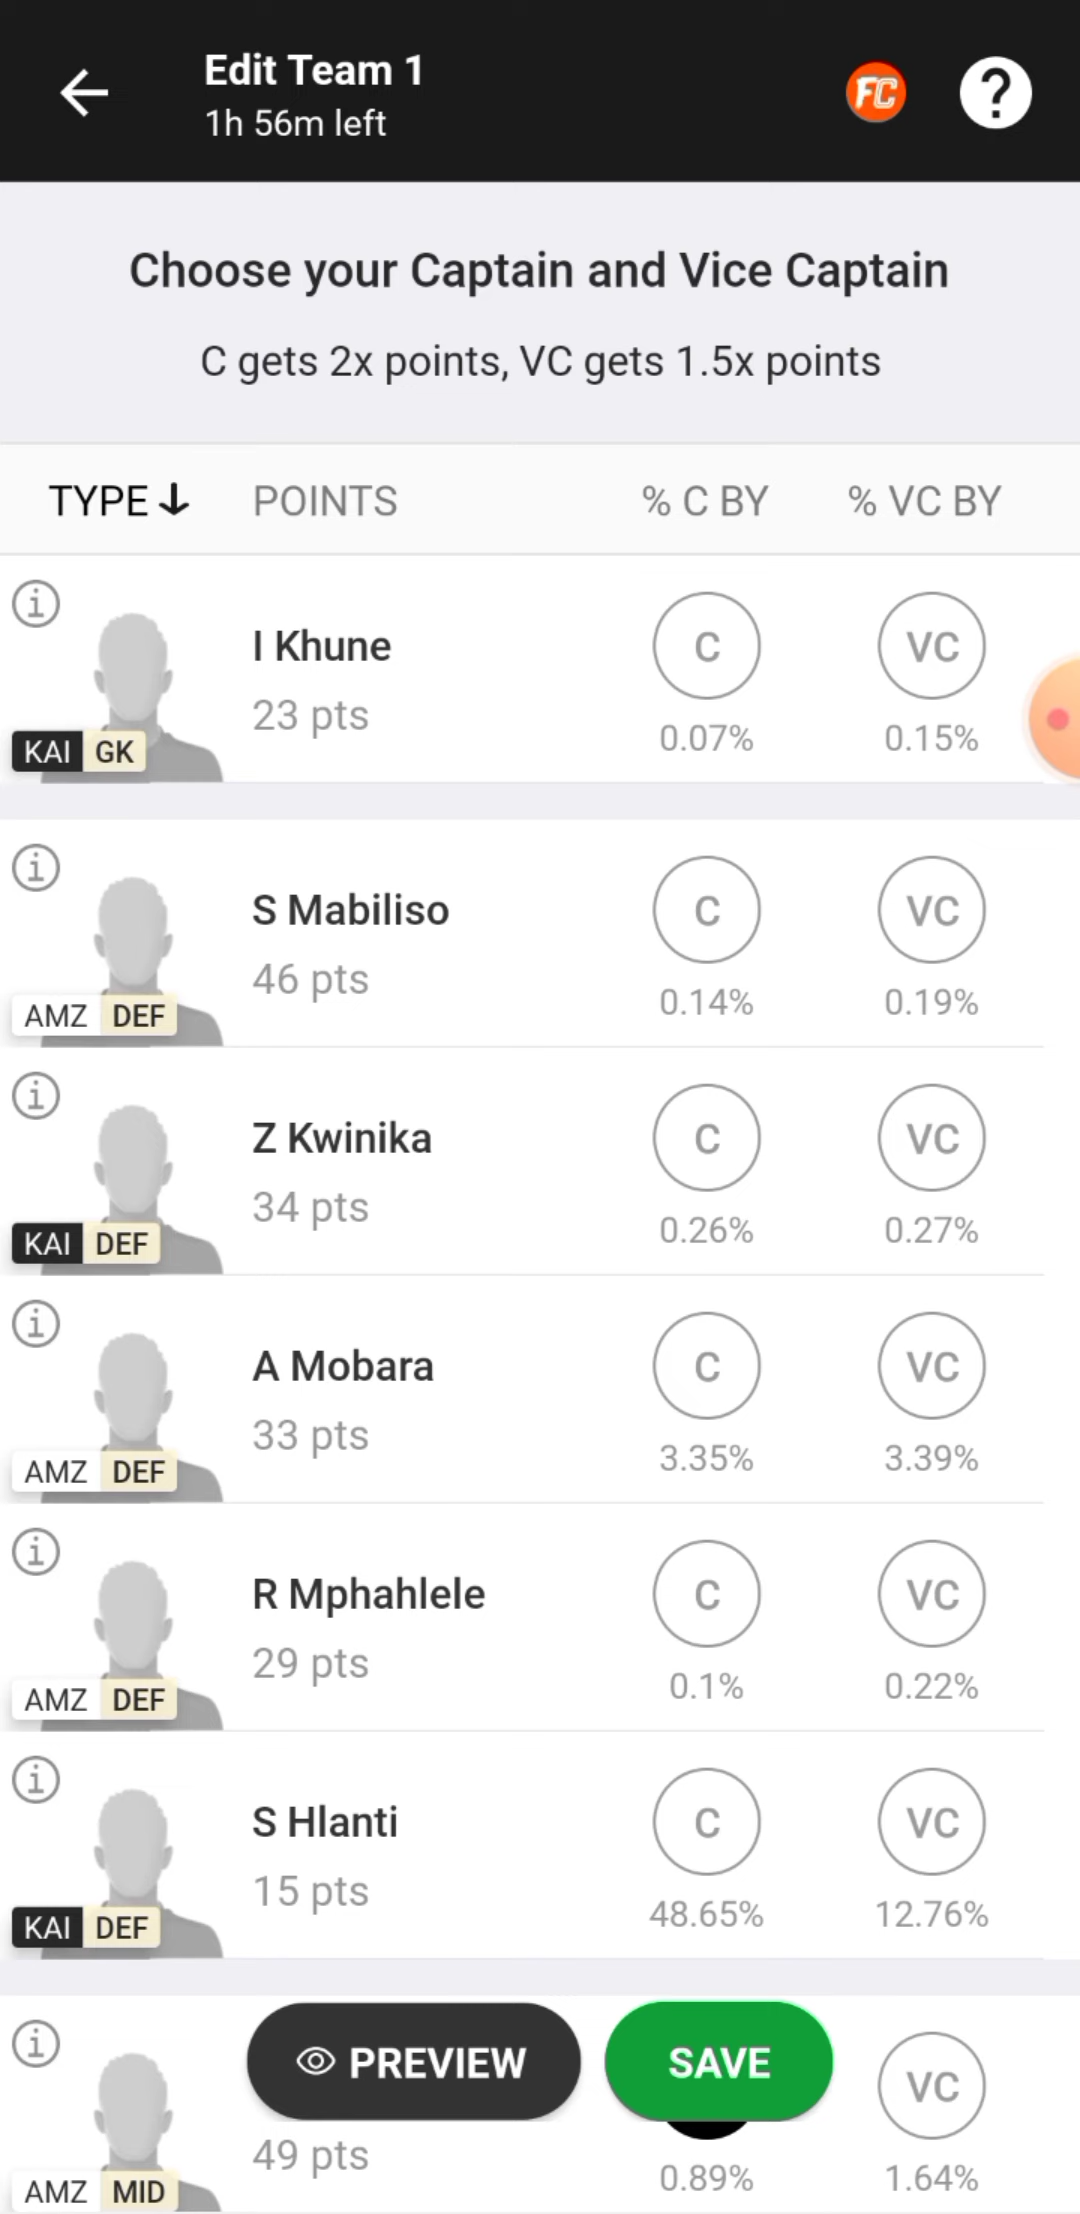 Edit Team 1
1h 56m left
FC
?
Choose your Captain and Vice Captain
C gets 2x points, VC gets 1.5x points
TYPE POINTS % C BY % VC BY
I Khune
23 pts
KAI GK
C
0.07%
VC
0.15%
S Mabiliso
46 pts
AMZ DEF
C
0.14%
VC
0.19%
Z Kwinika
34 pts
KAI DEF
C
0.26%
VC
0.27%
A Mobara
33 pts
AMZ DEF
C
3.35%
VC
3.39%
R Mphahlele
29 pts
AMZ DEF
C
0.1%
VC
0.22%
S Hlanti
15 pts
KAI DEF
C
48.65%
VC
12.76%
PREVIEW
SAVE
49 pts
AMZ MID
0.89%
VC
1.64%